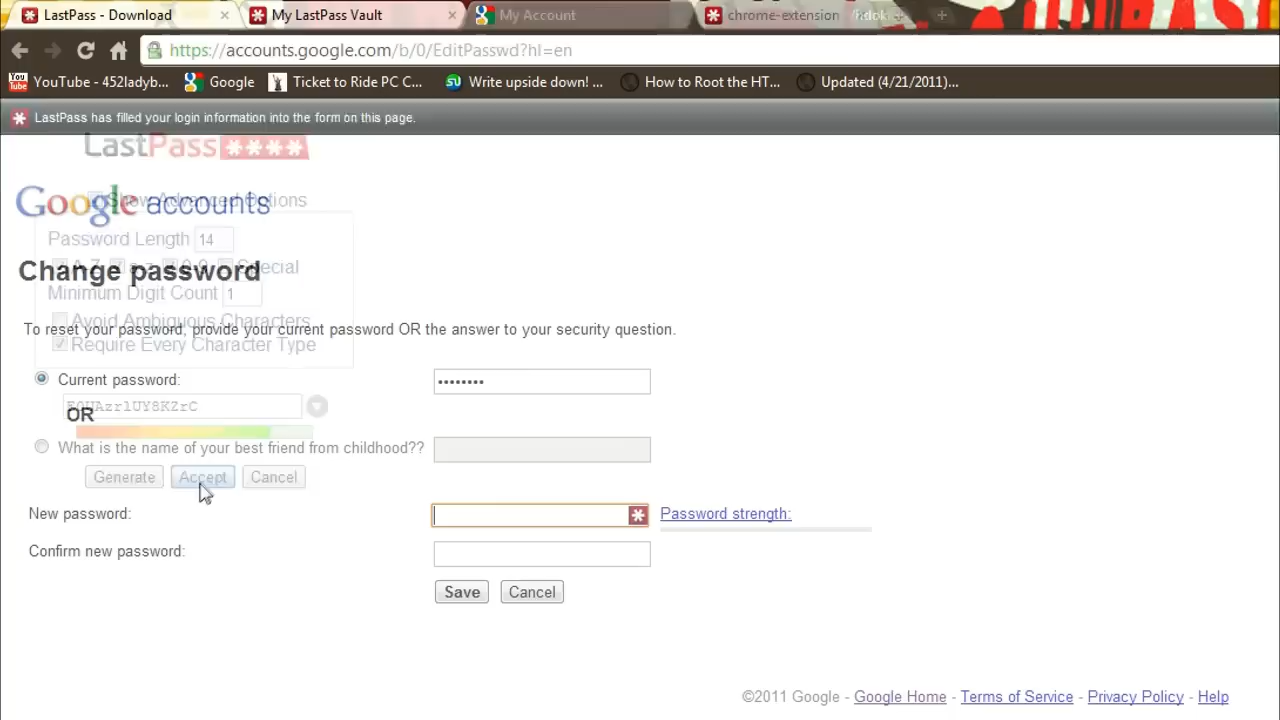 LastPass - Download
My LastPass Vault
My Account
chrome-extension
https://accounts.google.com/b/0/EditPasswd?hl=en
YouTube - 452ladyb...
Google
Ticket to Ride PC C...
Write upside down! ...
How to Root the HT...
Updated (4/21/2011)...
LastPass has filled your login information into the form on this page.
LastPass ****
Show Advanced Options
Google accounts
Password Length 14
A-Z a-z 0-9 Special
Change password
Minimum Digit Count 1
Avoid Ambiguous Characters
To reset your password, provide your current password OR the answer to your security question.
Require Every Character Type
Current password:
OR
What is the name of your best friend from childhood??
Generate Accept Cancel
New password:
Password strength:
Confirm new password:
Save Cancel
©2011 Google - Google Home - Terms of Service - Privacy Policy - Help